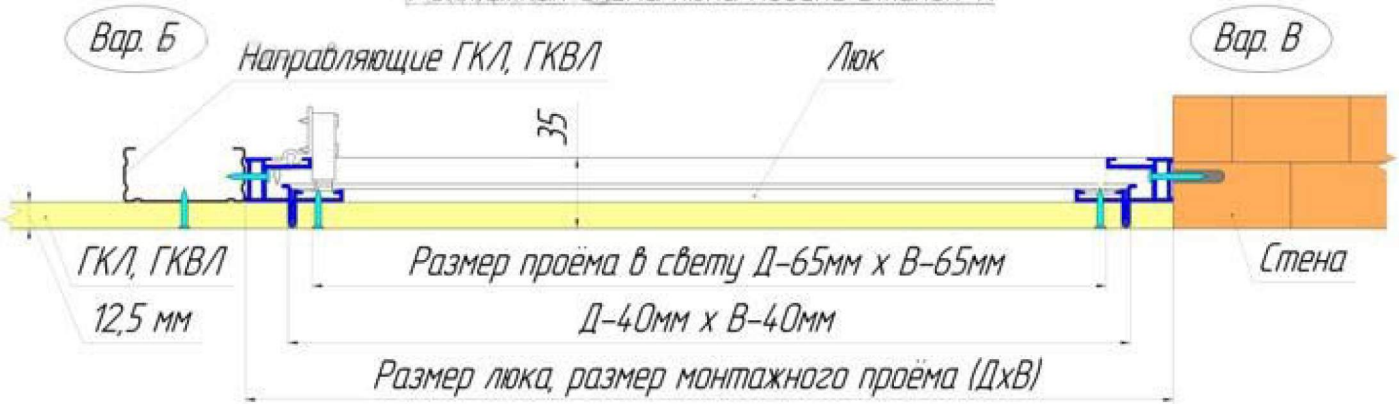 Вар. Б
Направляющие ГКЛ, ГКВЛ
Люк
Вар. В
35
ГКЛ, ГКВЛ
12,5 мм
Размер проёма в свету Д-65мм х В-65мм
Стена
Д-40мм х В-40мм
Размер люка, размер монтажного проёма (ДхВ)